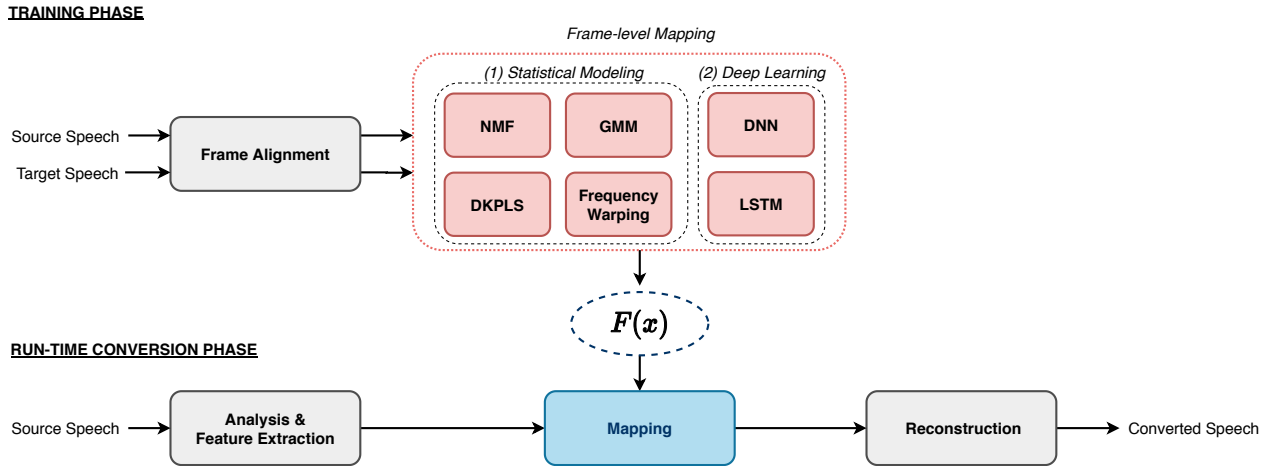 TRAINING PHASE
Frame-level Mapping
(1) Statistical Modeling
(2) Deep Learning
NMF
GMM
DNN
Source Speech
Frame Alignment
Target Speech
DKPLS
Frequency
Warping
LSTM
F(x)
RUN-TIME CONVERSION PHASE
Source Speech
Analysis &
Feature Extraction
Mapping
Reconstruction
Converted Speech